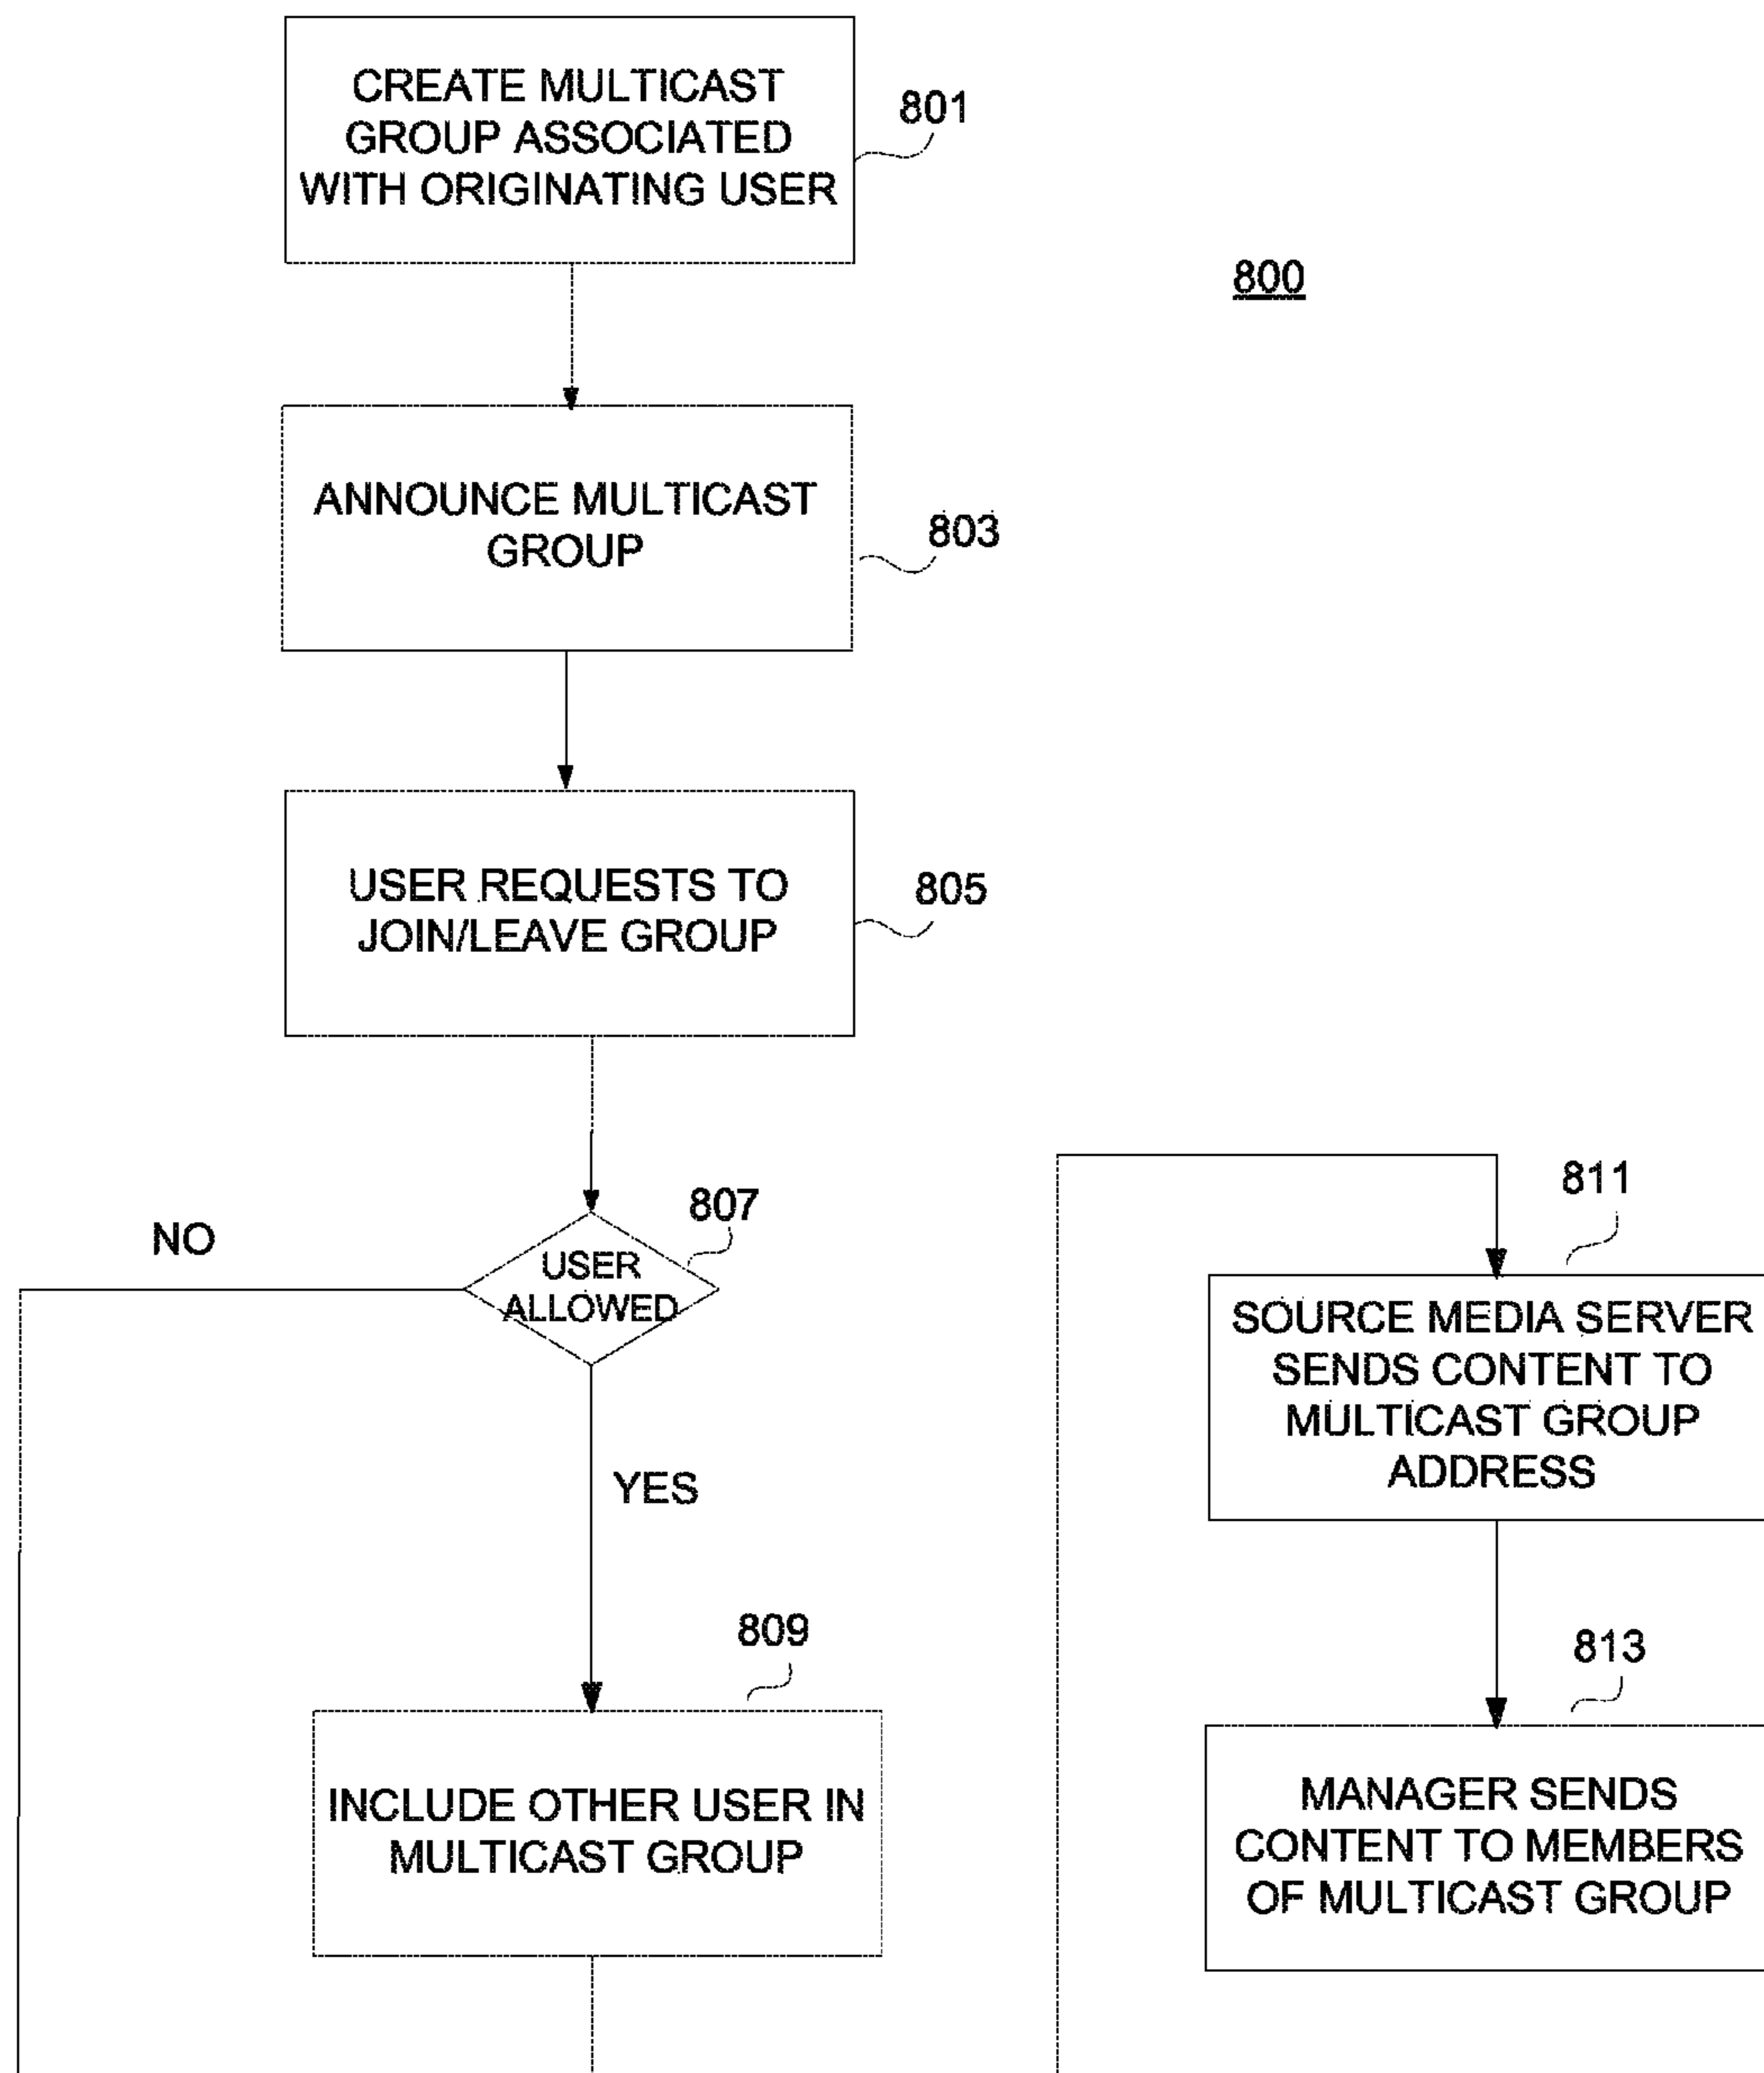 CREATE MULTICAST
GROUP ASSOCIATED
WITH ORIGINATING USER
801
800
ANNOUNCE MULTICAST
GROUP
803
USER REQUESTS TO
JOIN/LEAVE GROUP
805
807
NO
USER
ALLOWED
YES
809
INCLUDE OTHER USER IN
MULTICAST GROUP
811
SOURCE MEDIA SERVER
SENDS CONTENT TO
MULTICAST GROUP
ADDRESS
813
MANAGER SENDS
CONTENT TO MEMBERS
OF MULTICAST GROUP